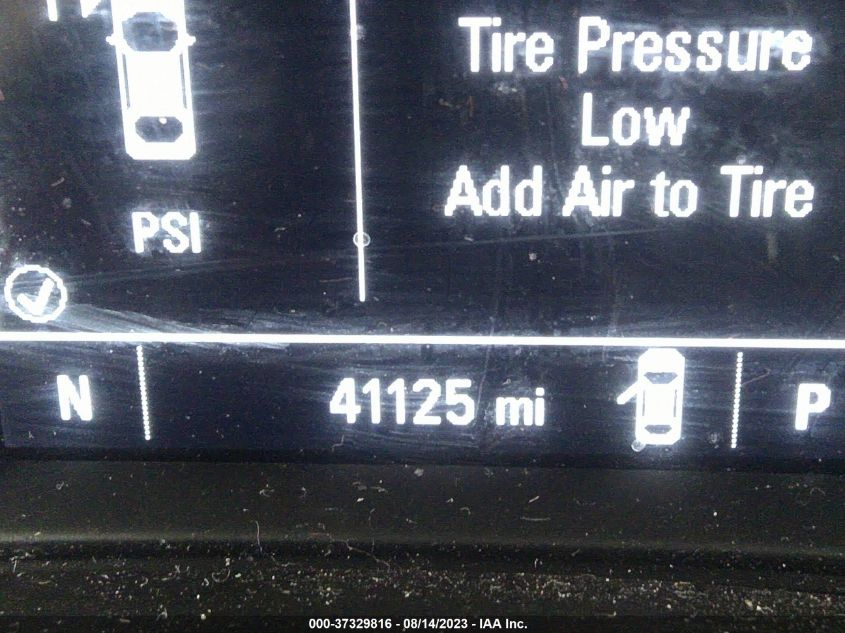 Tire Pressure
Low
Add Air to Tire
PSI
N 41125 mi P
000-37329816 - 08/14/2023 - IAA Inc.